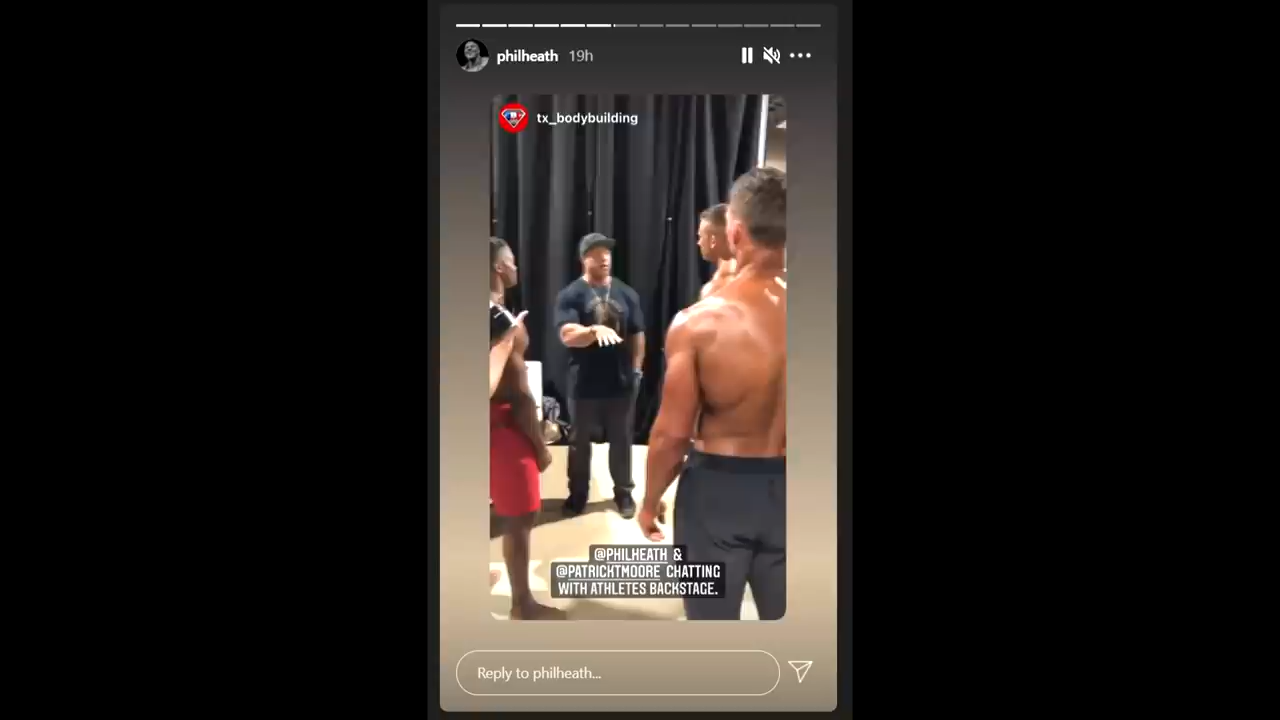 philheath 19h
tx_bodybuilding
@PHILHEATH &
@PATRICKTMOORE CHATTING
WITH ATHLETES BACKSTAGE.
Reply to philheath...